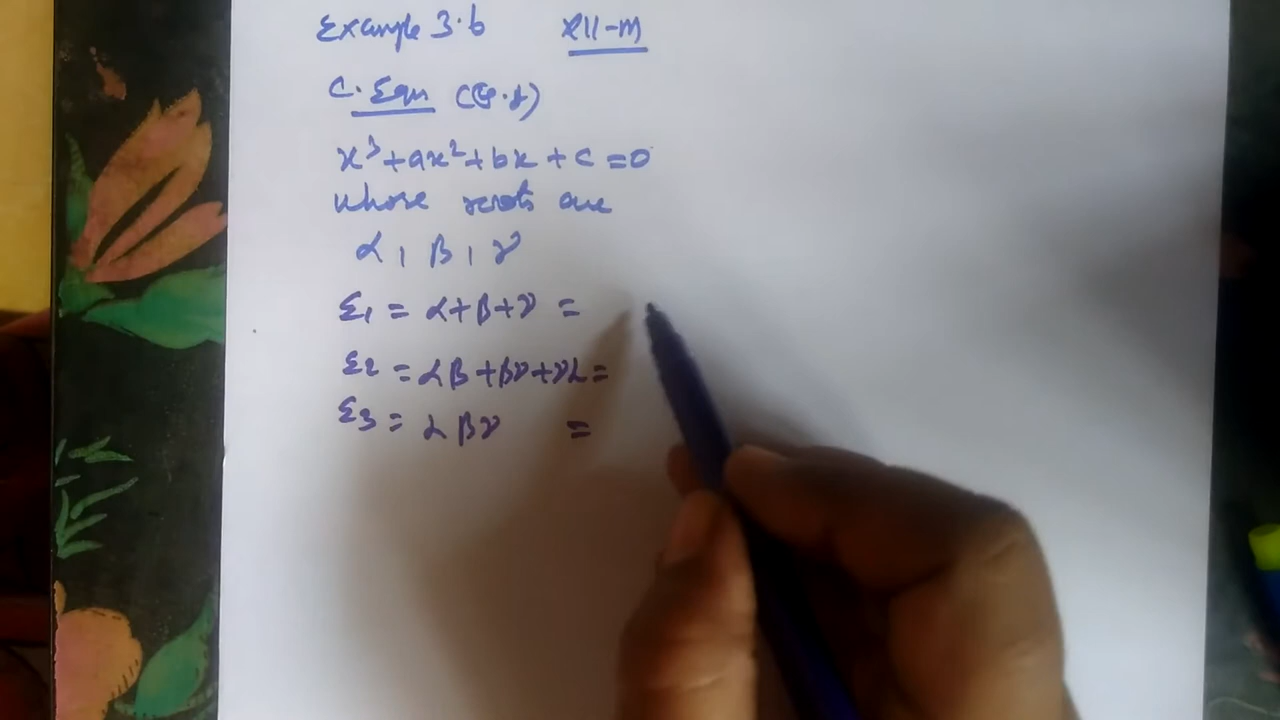 Example 3.6 XII-M
C. Eqn (G.t)
x³+ax²+bx+c=0
whose roots are
α, β, γ
Σ1 = α+β+γ =
Σ2 = αβ+βγ+γα=
Σ3 = αβγ =